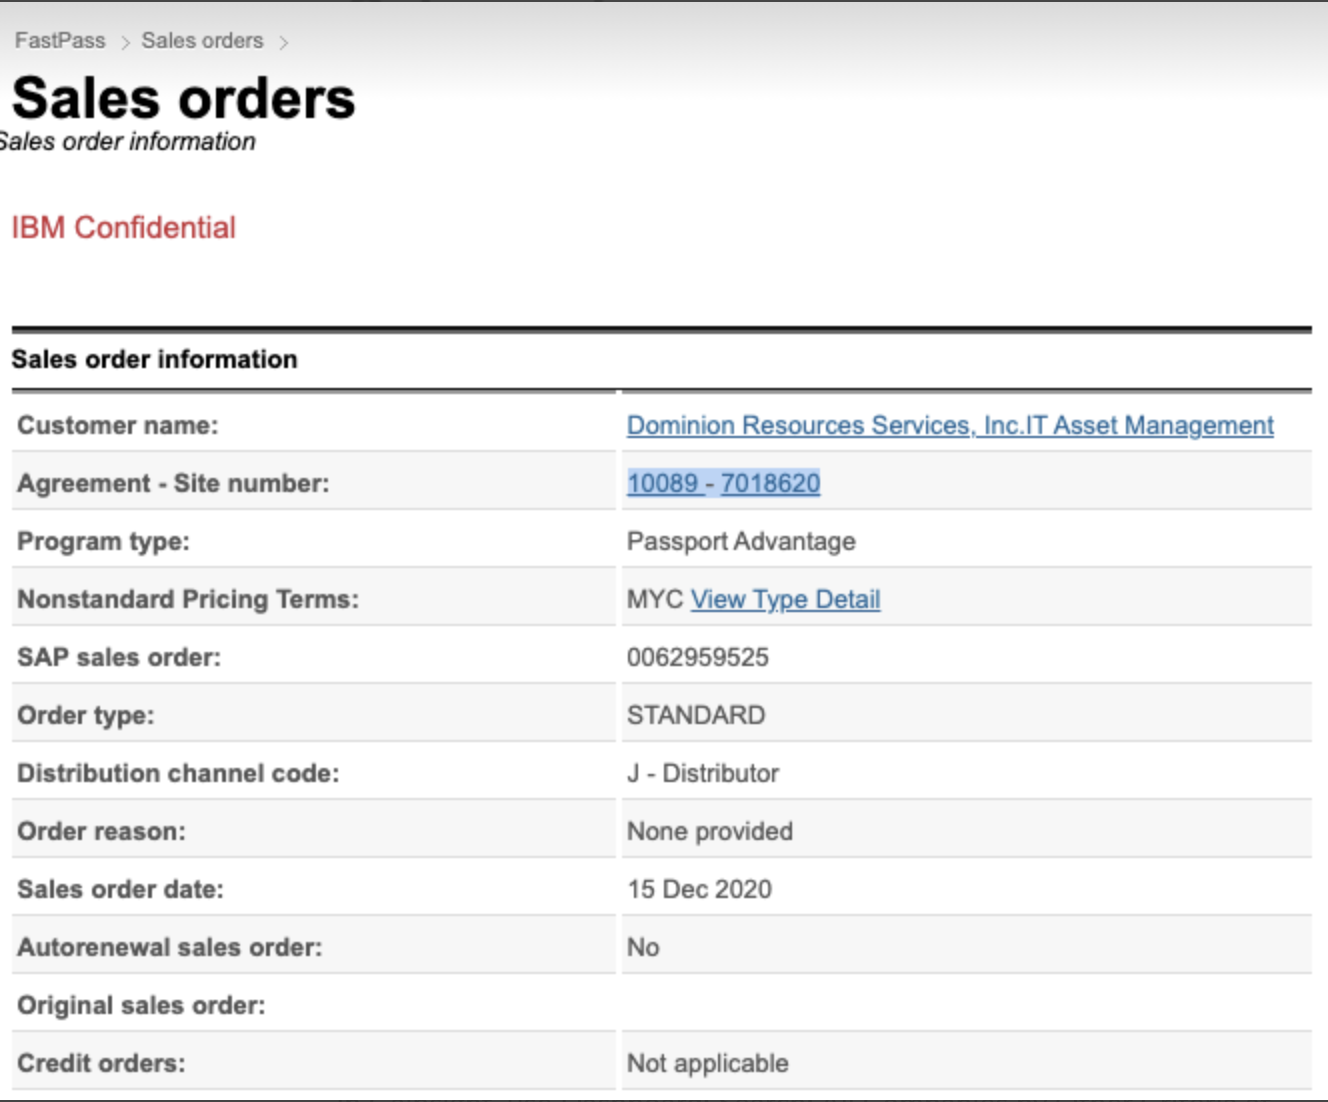 FastPass > Sales orders >
Sales orders
Sales order information
IBM Confidential
Sales order information
Customer name: Dominion Resources Services, Inc.IT Asset Management
Agreement - Site number: 10089 - 7018620
Program type: Passport Advantage
Nonstandard Pricing Terms: MYC View Type Detail
SAP sales order: 0062959525
Order type: STANDARD
Distribution channel code: J - Distributor
Order reason: None provided
Sales order date: 15 Dec 2020
Autorenewal sales order: No
Original sales order:
Credit orders: Not applicable